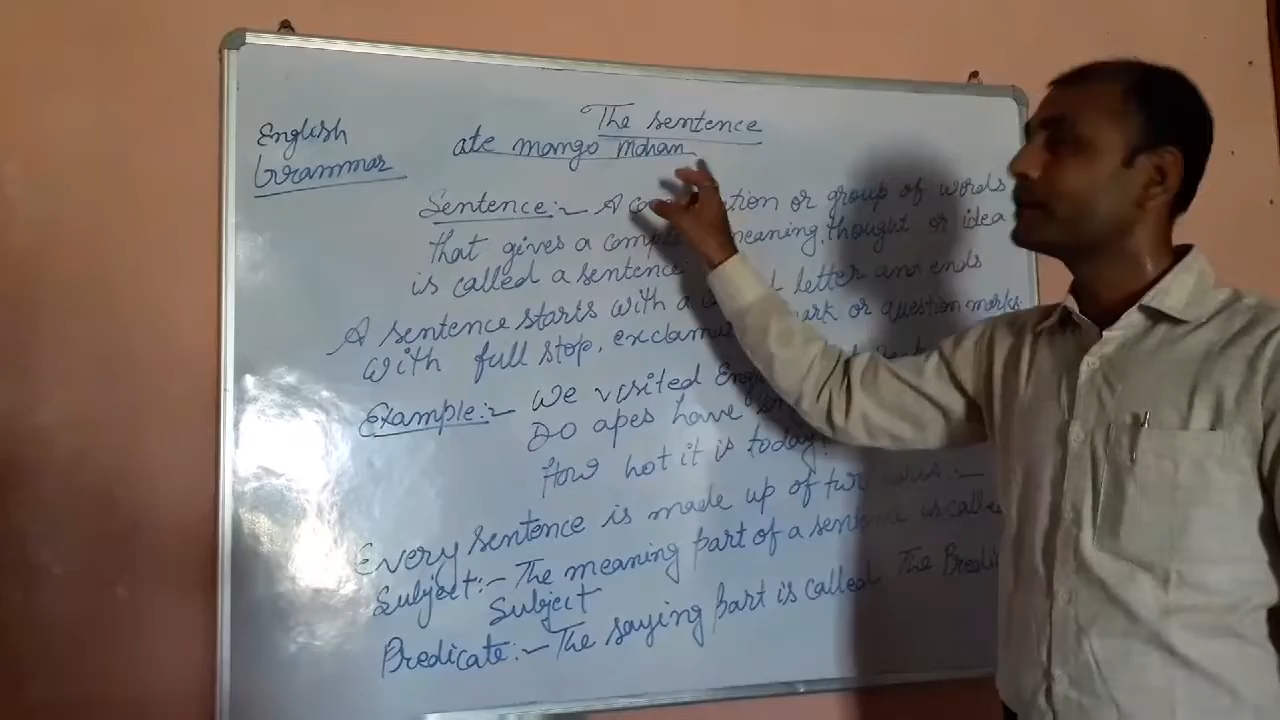 English
Grammar
The sentence
ate mango Mohan
Sentence:- A or group of words
that gives a meaning, thought or idea
is called a sentence
A sentence starts with a letter and ends
with full stop, exclama mark or question marks
Example:- We visited
Do apes have
How hot it is today!
Every sentence is made up of two
Subject:- The meaning part of a sentence is called
Subject
Predicate:- The saying part is called The